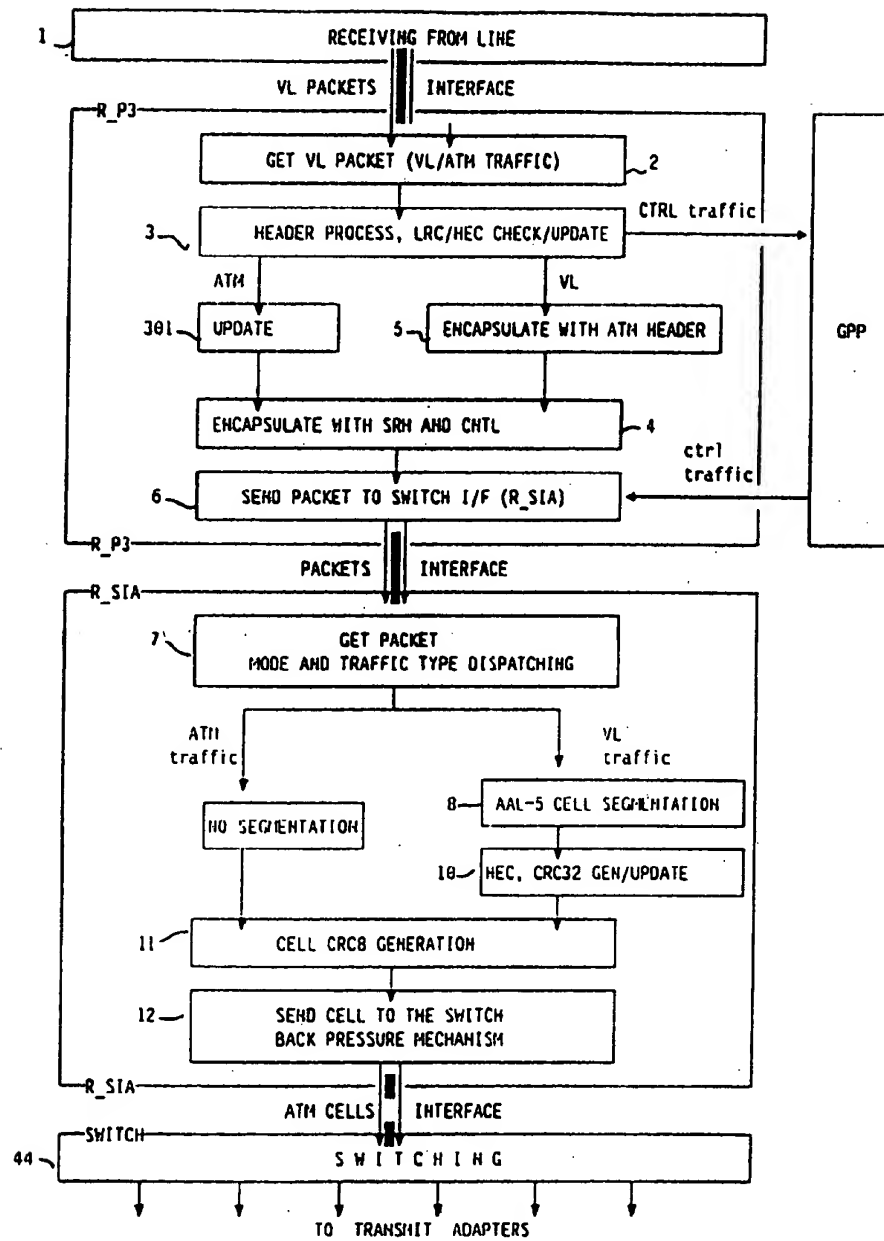 1
RECEIVING FROM LINE
VL PACKETS INTERFACE
R_P3
GET VL PACKET (VL/ATM TRAFFIC)
2
CTRL traffic
3
HEADER PROCESS, LRC/HEC CHECK/UPDATE
ATM
VL
301
UPDATE
5
ENCAPSULATE WITH ATM HEADER
GPP
ENCAPSULATE WITH SRH AND CNTL
4
ctrl
traffic
6
SEND PACKET TO SWITCH I/F (R_SIA)
R_P3
PACKETS INTERFACE
R_SIA
7
GET PACKET
MODE AND TRAFFIC TYPE DISPATCHING
ATM
traffic
VL
traffic
8
AAL-5 CELL SEGMENTATION
NO SEGMENTATION
10
HEC, CRC32 GEN/UPDATE
11
CELL CRC8 GENERATION
12
SEND CELL TO THE SWITCH
BACK PRESSURE MECHANISM
R_SIA
ATM CELLS INTERFACE
SWITCH
44
SWITCHING
TO TRANSMIT ADAPTERS